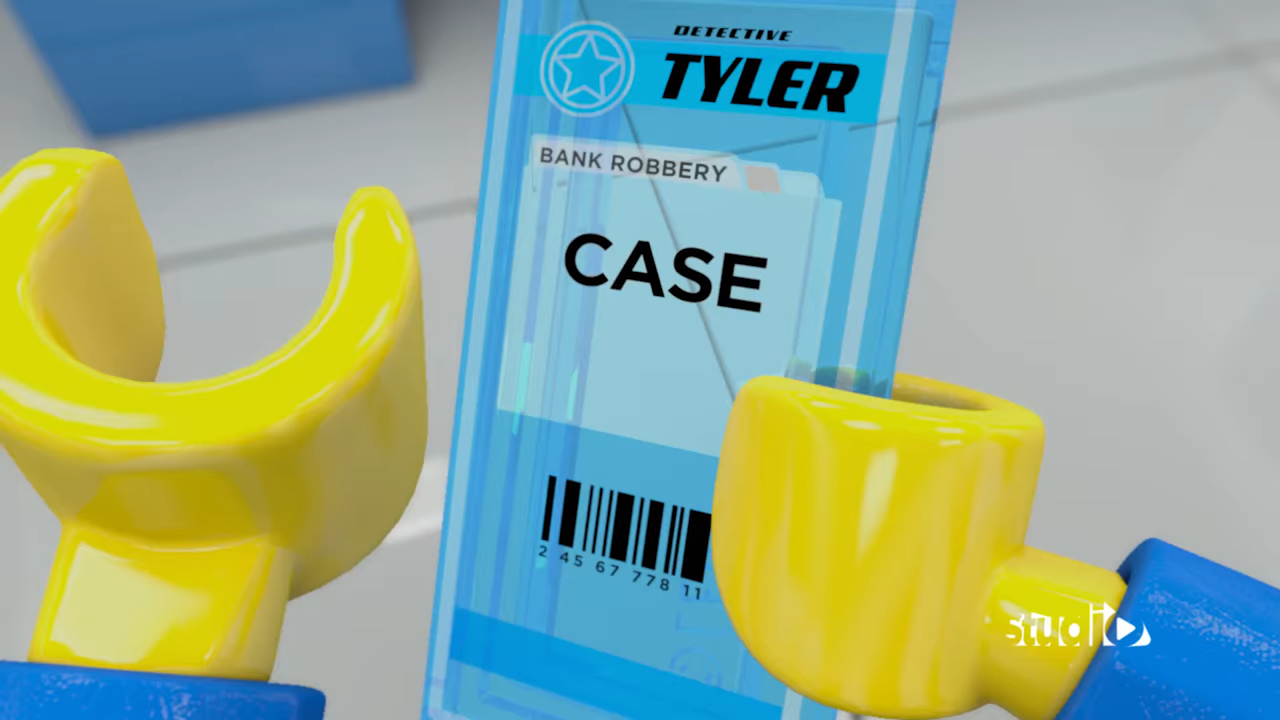 DETECTIVE
TYLER
BANK ROBBERY
CASE
2 45 67 778 11
studio